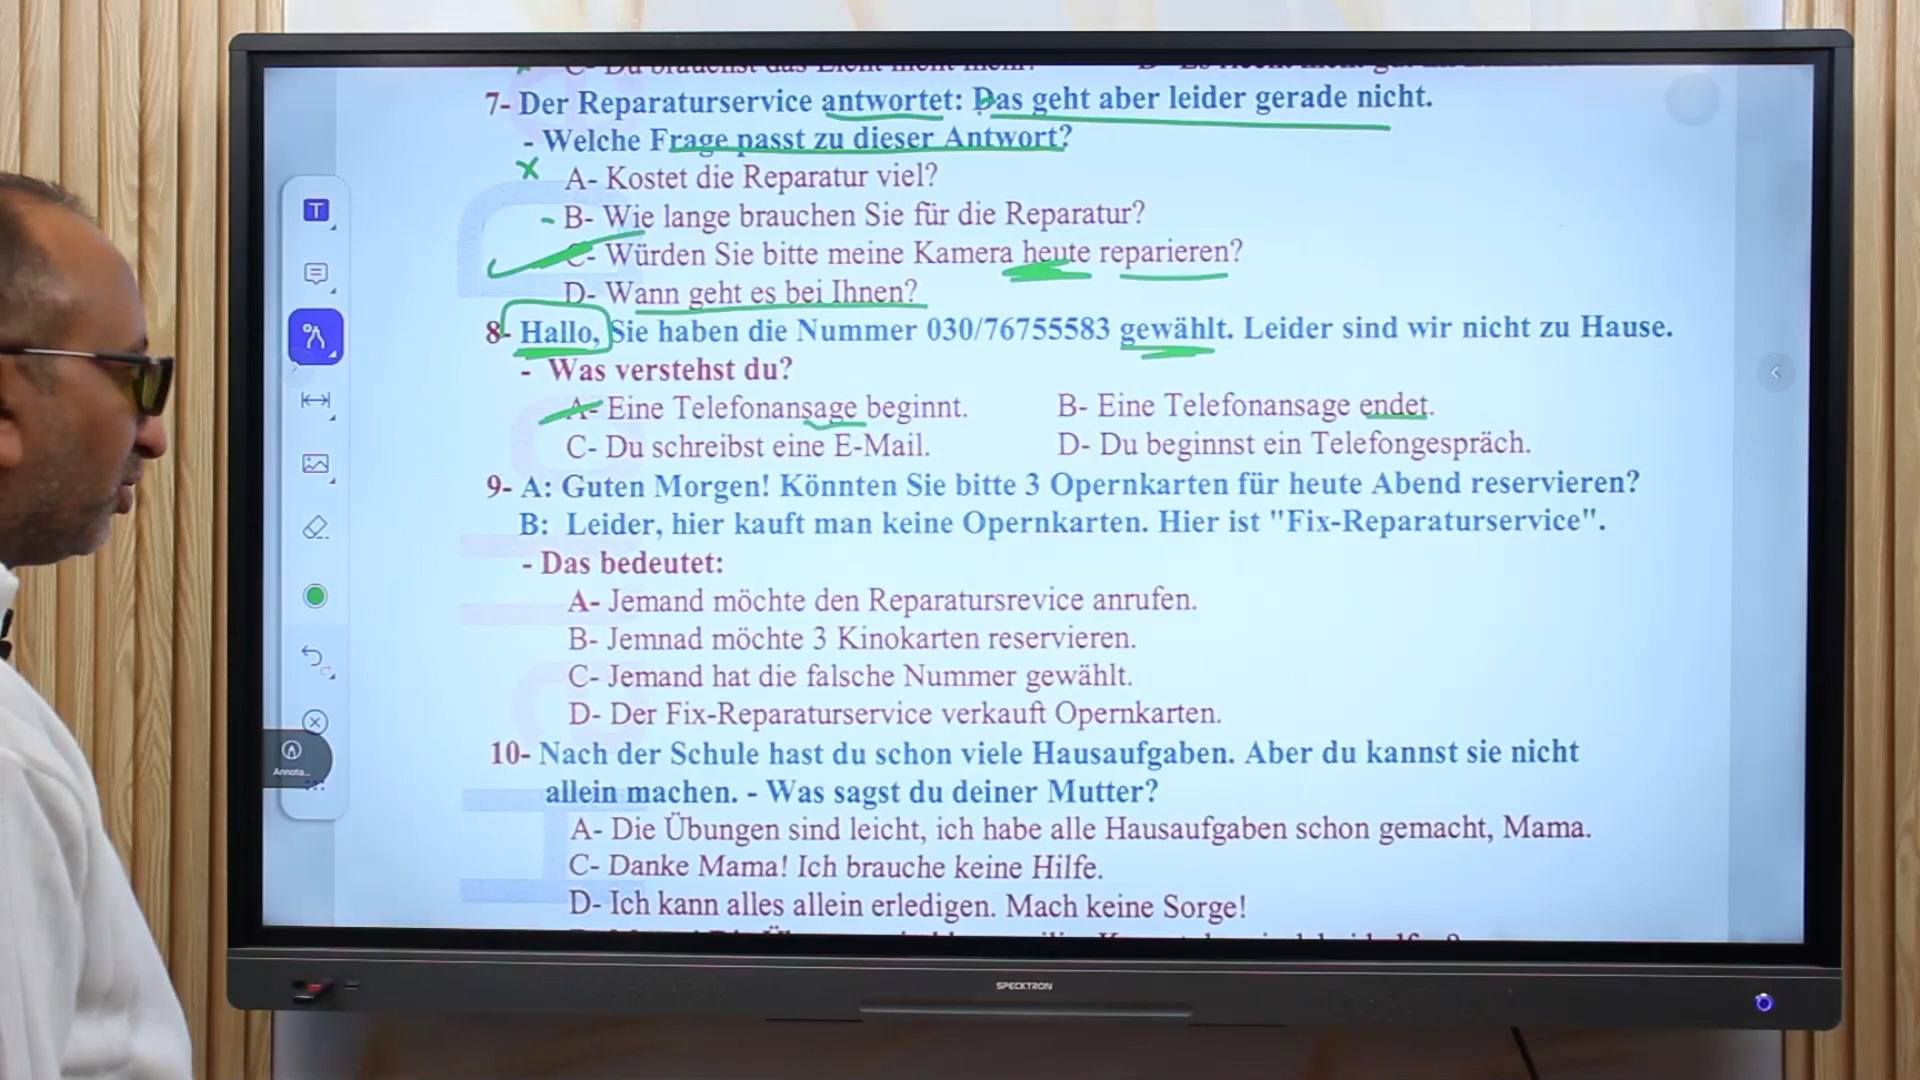 7- Der Reparaturservice antwortet: Das geht aber leider gerade nicht.
- Welche Frage passt zu dieser Antwort?
A- Kostet die Reparatur viel?
B- Wie lange brauchen Sie für die Reparatur?
C- Würden Sie bitte meine Kamera heute reparieren?
D- Wann geht es bei Ihnen?
8- Hallo, Sie haben die Nummer 030/76755583 gewählt. Leider sind wir nicht zu Hause.
- Was verstehst du?
A- Eine Telefonansage beginnt. B- Eine Telefonansage endet.
C- Du schreibst eine E-Mail. D- Du beginnst ein Telefongespräch.
9- A: Guten Morgen! Könnten Sie bitte 3 Opernkarten für heute Abend reservieren?
B: Leider, hier kauft man keine Opernkarten. Hier ist "Fix-Reparaturservice".
- Das bedeutet:
A- Jemand möchte den Reparatursrevice anrufen.
B- Jemnad möchte 3 Kinokarten reservieren.
C- Jemand hat die falsche Nummer gewählt.
D- Der Fix-Reparaturservice verkauft Opernkarten.
10- Nach der Schule hast du schon viele Hausaufgaben. Aber du kannst sie nicht
allein machen. - Was sagst du deiner Mutter?
A- Die Übungen sind leicht, ich habe alle Hausaufgaben schon gemacht, Mama.
C- Danke Mama! Ich brauche keine Hilfe.
D- Ich kann alles allein erledigen. Mach keine Sorge!
Annota...
SPECKTRON